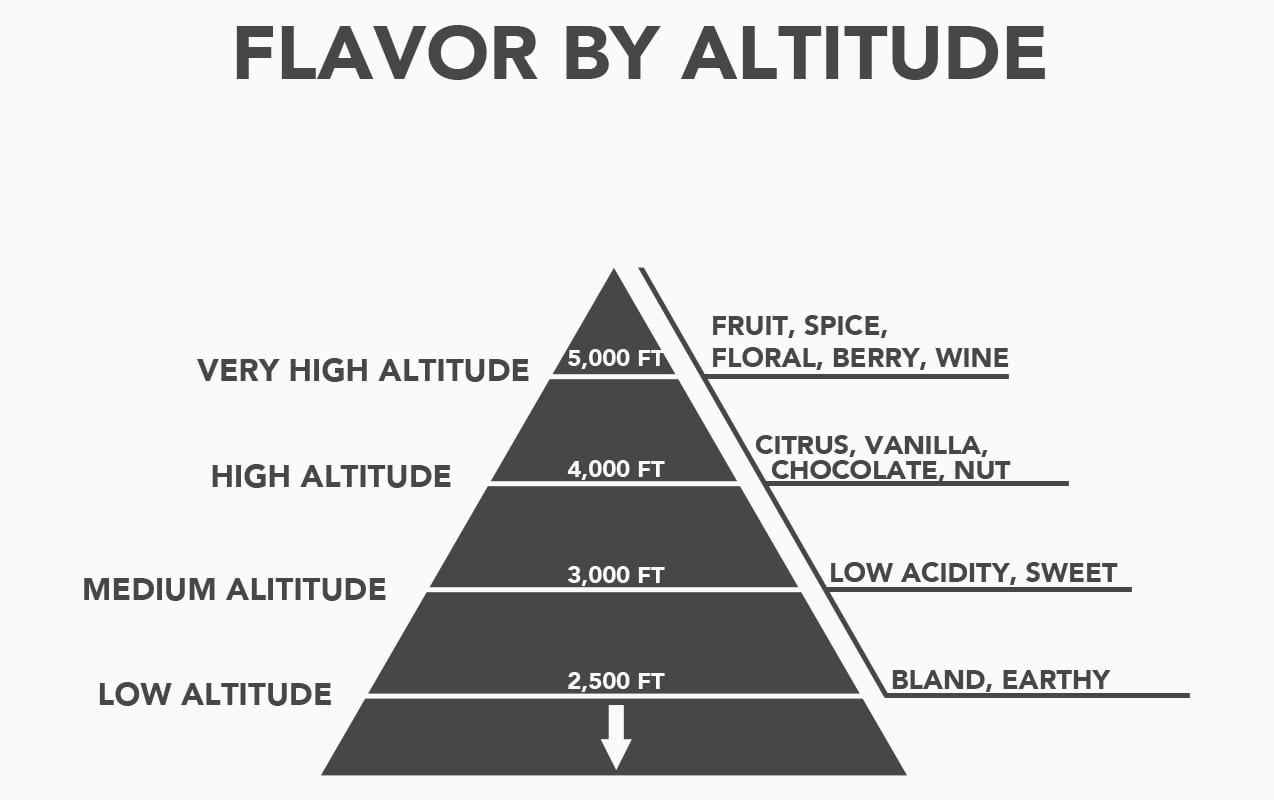 FLAVOR BY ALTITUDE
FRUIT, SPICE,
FLORAL, BERRY, WINE
5,000 FT
VERY HIGH ALTITUDE
CITRUS, VANILLA,
CHOCOLATE, NUT
4,000 FT
HIGH ALTITUDE
LOW ACIDITY, SWEET
3,000 FT
MEDIUM ALITITUDE
BLAND, EARTHY
2,500 FT
LOW ALTITUDE